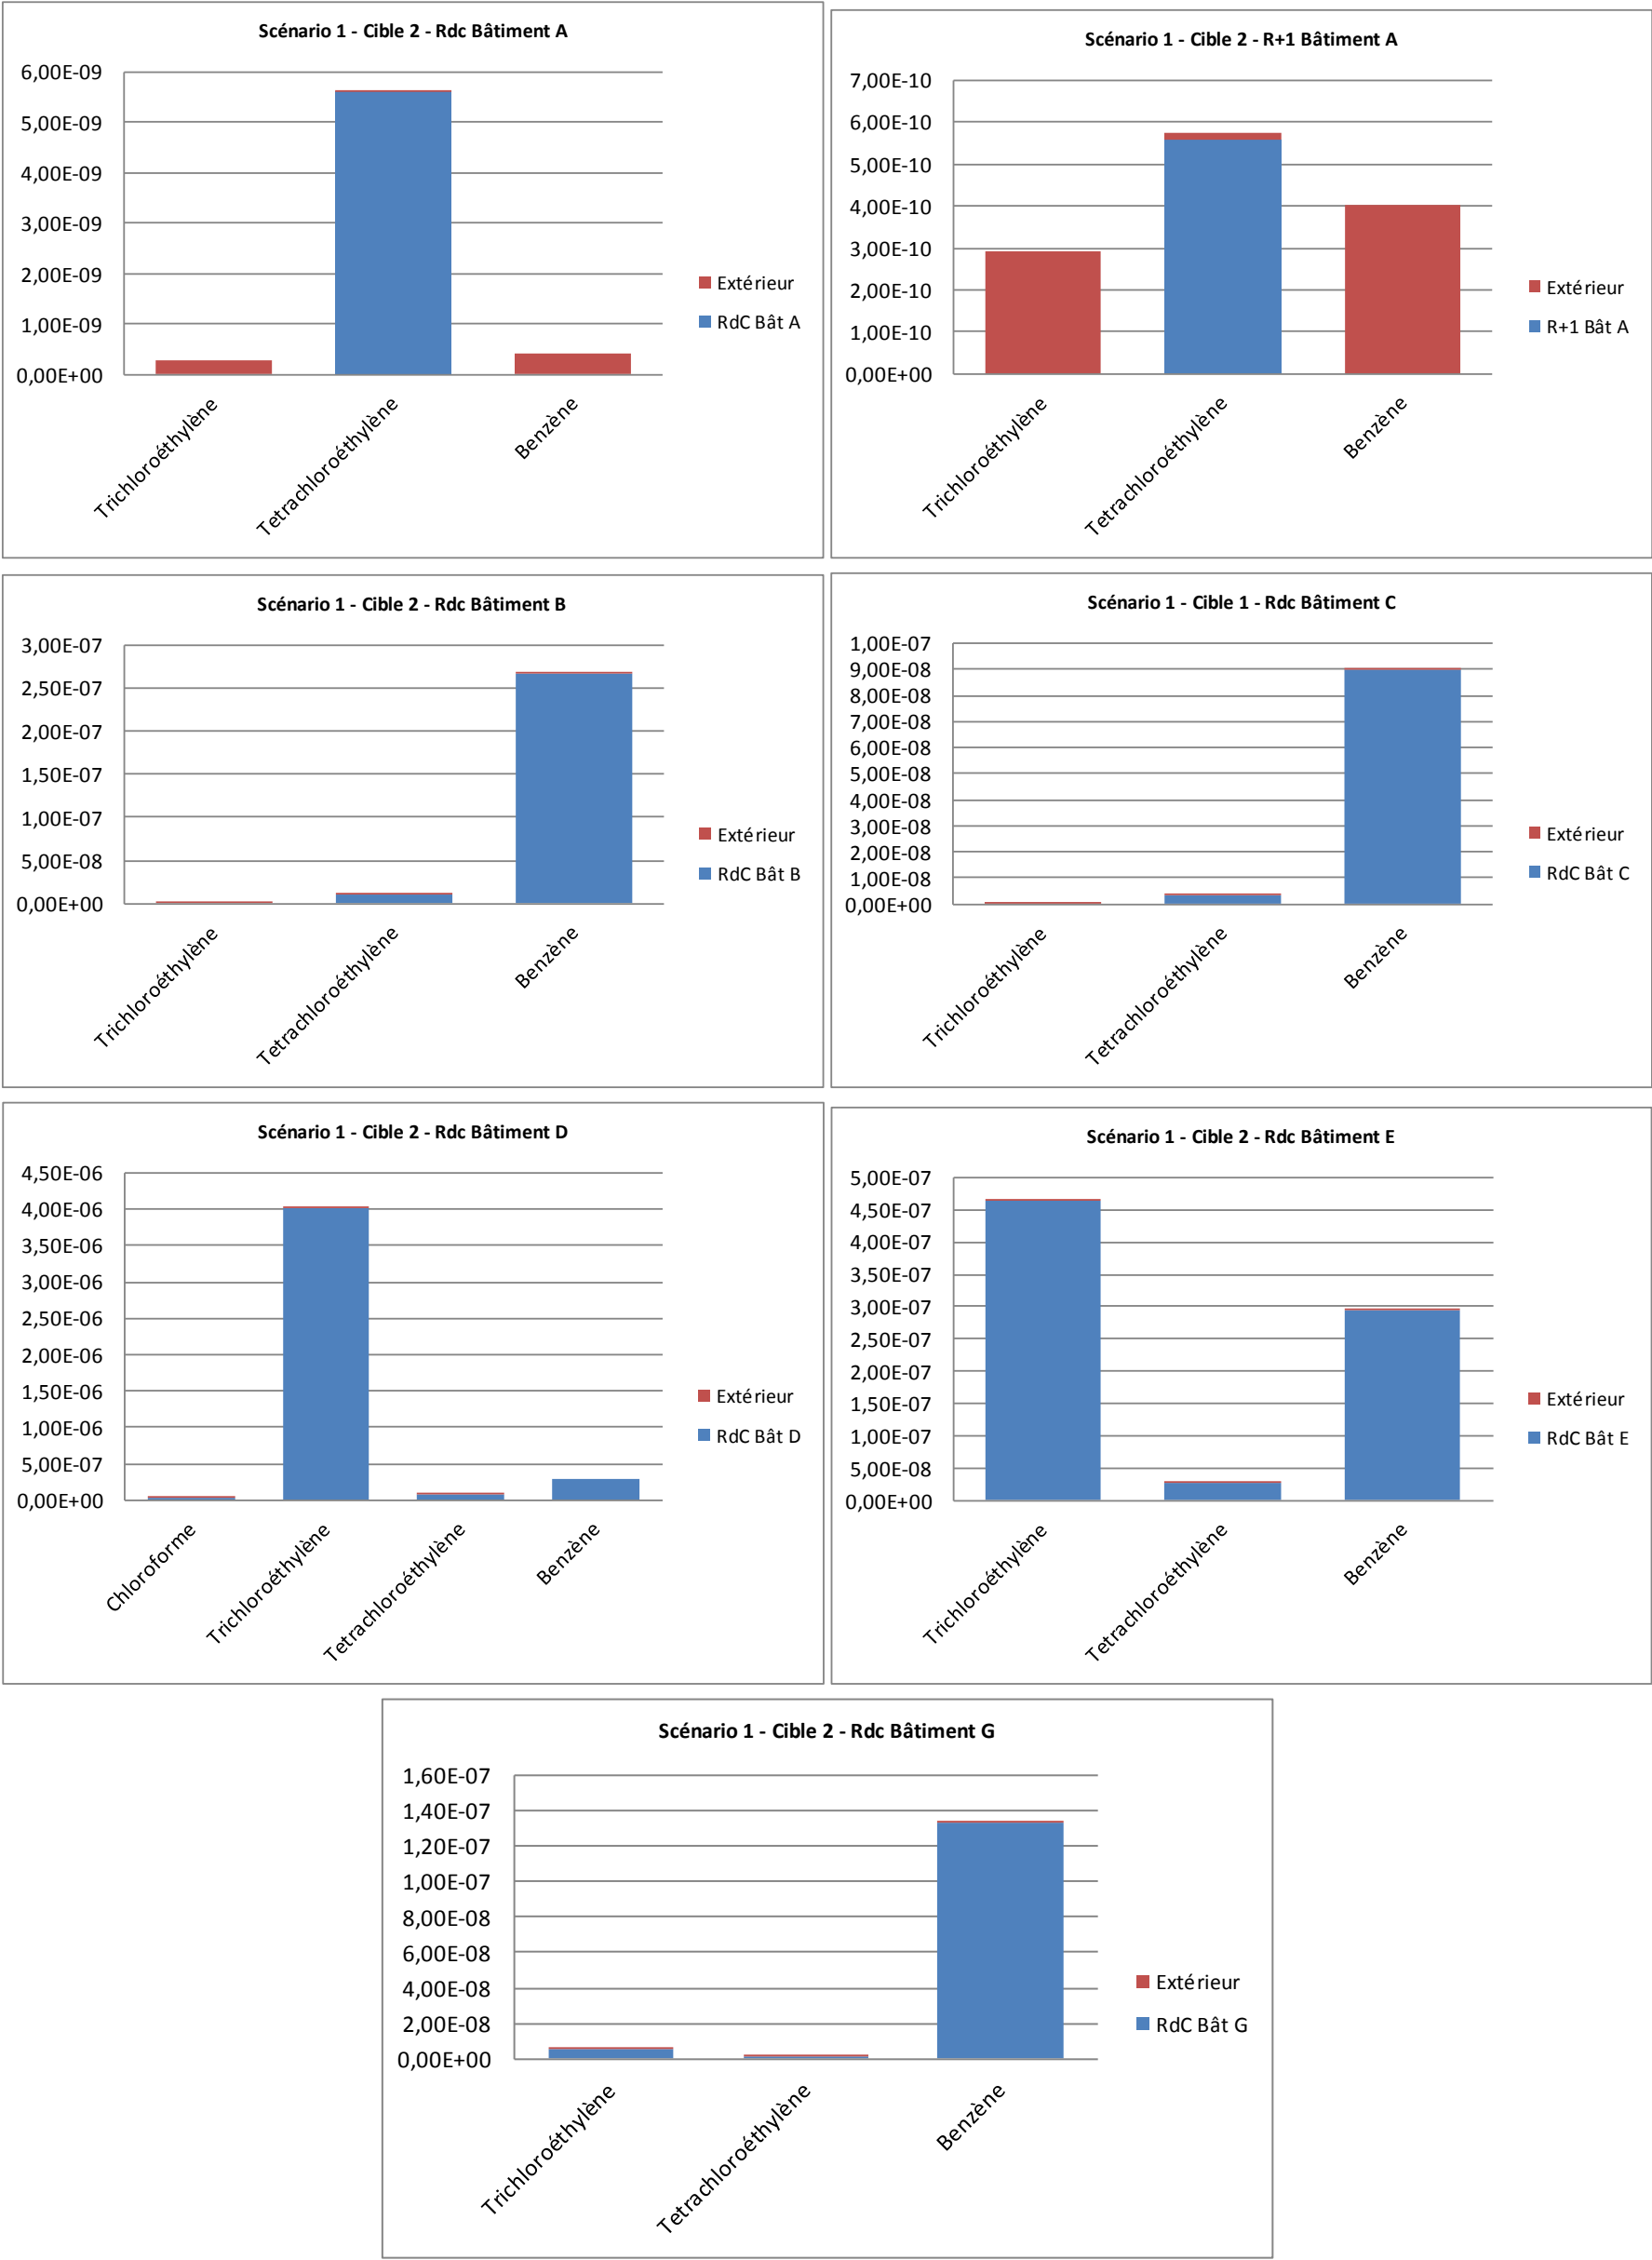 Scénario 1 - Cible 2 - Rdc Bâtiment A
6,00E-09
5,00E-09
4,00E-09
3,00E-09
2,00E-09
1,00E-09
0,00E+00
Extérieur
RdC Bât A
Trichloroéthylène
Tetrachloroéthylène
Benzène
Scénario 1 - Cible 2 - R+1 Bâtiment A
7,00E-10
6,00E-10
5,00E-10
4,00E-10
3,00E-10
2,00E-10
1,00E-10
0,00E+00
Extérieur
R+1 Bât A
Trichloroéthylène
Tetrachloroéthylène
Benzène
Scénario 1 - Cible 2 - Rdc Bâtiment B
3,00E-07
2,50E-07
2,00E-07
1,50E-07
1,00E-07
5,00E-08
0,00E+00
Extérieur
RdC Bât B
Trichloroéthylène
Tetrachloroéthylène
Benzène
Scénario 1 - Cible 1 - Rdc Bâtiment C
1,00E-07
9,00E-08
8,00E-08
7,00E-08
6,00E-08
5,00E-08
4,00E-08
3,00E-08
2,00E-08
1,00E-08
0,00E+00
Extérieur
RdC Bât C
Trichloroéthylène
Tetrachloroéthylène
Benzène
Scénario 1 - Cible 2 - Rdc Bâtiment D
4,50E-06
4,00E-06
3,50E-06
3,00E-06
2,50E-06
2,00E-06
1,50E-06
1,00E-06
5,00E-07
0,00E+00
Extérieur
RdC Bât D
Chloroforme
Trichloroéthylène
Tetrachloroéthylène
Benzène
Scénario 1 - Cible 2 - Rdc Bâtiment E
5,00E-07
4,50E-07
4,00E-07
3,50E-07
3,00E-07
2,50E-07
2,00E-07
1,50E-07
1,00E-07
5,00E-08
0,00E+00
Extérieur
RdC Bât E
Trichloroéthylène
Tetrachloroéthylène
Benzène
Scénario 1 - Cible 2 - Rdc Bâtiment G
1,60E-07
1,40E-07
1,20E-07
1,00E-07
8,00E-08
6,00E-08
4,00E-08
2,00E-08
0,00E+00
Extérieur
RdC Bât G
Trichloroéthylène
Tetrachloroéthylène
Benzène